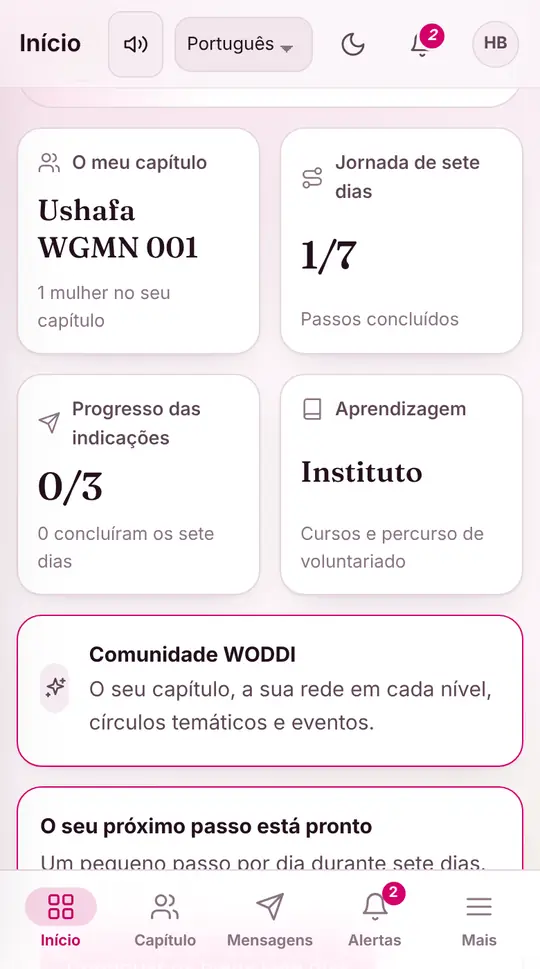 Início
Português
2
HB
O meu capítulo
Ushafa
WGMN 001
1 mulher no seu
capítulo
Jornada de sete
dias
1/7
Passos concluídos
Progresso das
indicações
0/3
0 concluíram os sete
dias
Aprendizagem
Instituto
Cursos e percurso de
voluntariado
Comunidade WODDI
O seu capítulo, a sua rede em cada nível,
círculos temáticos e eventos.
O seu próximo passo está pronto
Um pequeno passo por dia durante sete dias.
2
Início
Capítulo
Mensagens
Alertas
Mais